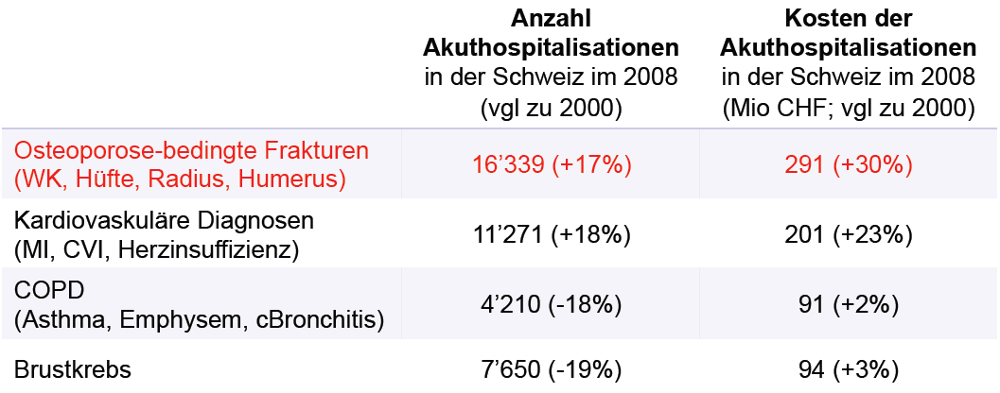 Anzahl
Akuthospitalisationen
in der Schweiz im 2008
(vgl zu 2000)
Kosten der
Akuthospitalisationen
in der Schweiz im 2008
(Mio CHF; vgl zu 2000)
Osteoporose-bedingte Frakturen
(WK, Hüfte, Radius, Humerus)
16’339 (+17%)
291 (+30%)
Kardiovaskuläre Diagnosen
(MI, CVI, Herzinsuffizienz)
11’271 (+18%)
201 (+23%)
COPD
(Asthma, Emphysem, cBronchitis)
4’210 (-18%)
91 (+2%)
Brustkrebs
7’650 (-19%)
94 (+3%)